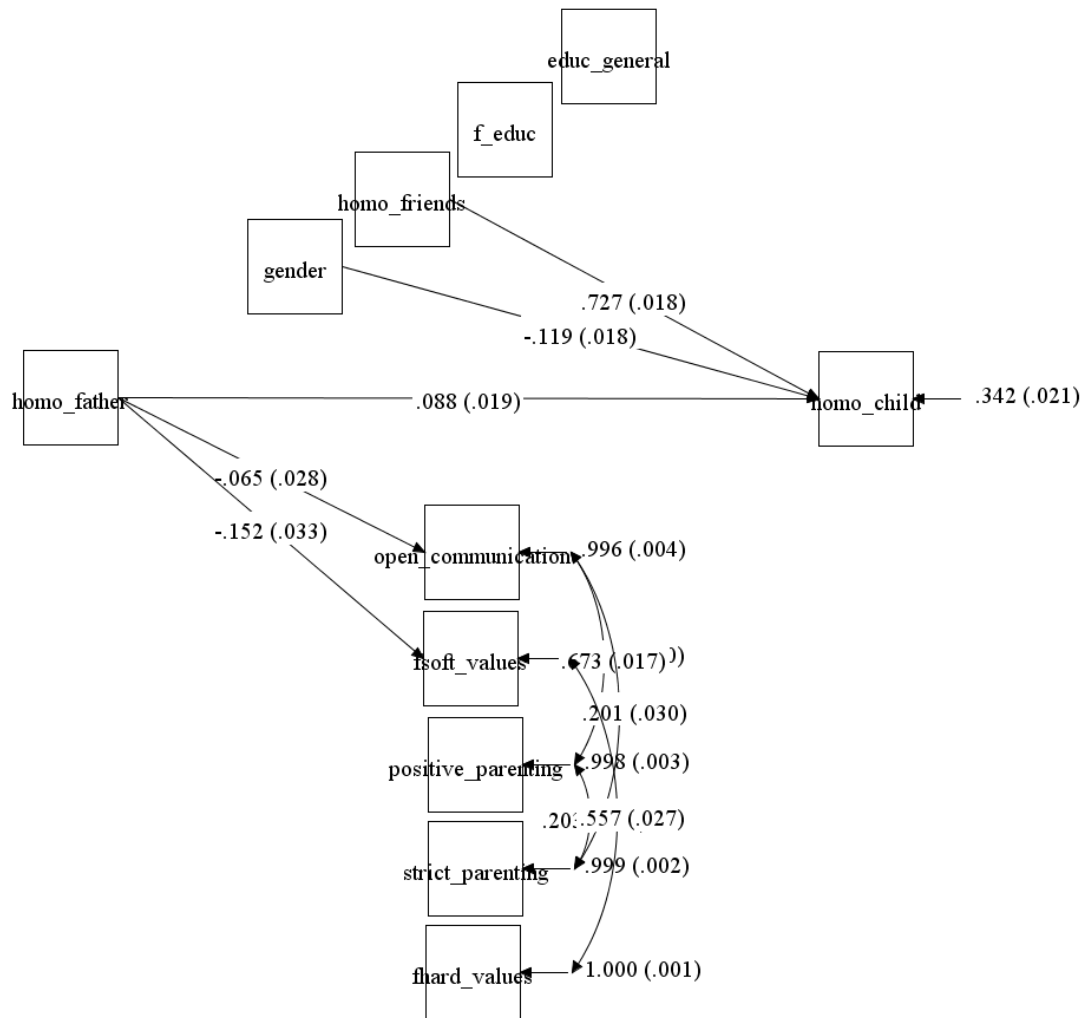 educ_general
f_educ
homo_friends
gender
.727 (.018)
-.119 (.018)
homo_father
.088 (.019)
homo_child
.342 (.021)
-.065 (.028)
-.152 (.033)
open_communication
.996 (.004)
fsoft_values
.673 (.017)
.201 (.030)
positive_parenting
.998 (.003)
.557 (.027)
strict_parenting
.999 (.002)
fhard_values
1.000 (.001)